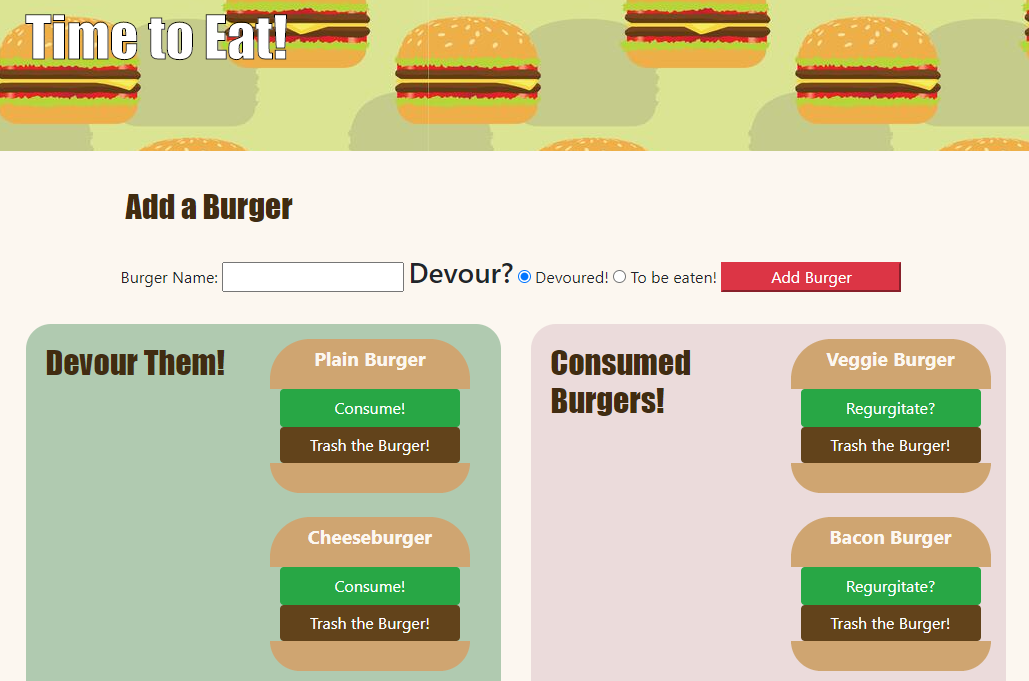 Time to Eat!
Add a Burger
Burger Name: Devour? Devoured! To be eaten! Add Burger
Devour Them!
Plain Burger
Consume!
Trash the Burger!
Cheeseburger
Consume!
Trash the Burger!
Consumed
Burgers!
Veggie Burger
Regurgitate?
Trash the Burger!
Bacon Burger
Regurgitate?
Trash the Burger!